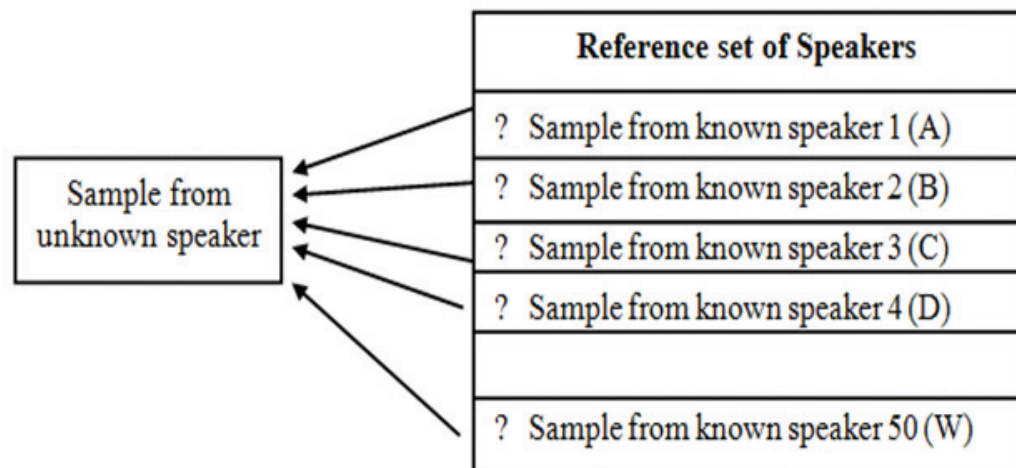 Reference set of Speakers
? Sample from known speaker 1 (A)
? Sample from known speaker 2 (B)
? Sample from known speaker 3 (C)
? Sample from known speaker 4 (D)
? Sample from known speaker 50 (W)
Sample from
unknown speaker